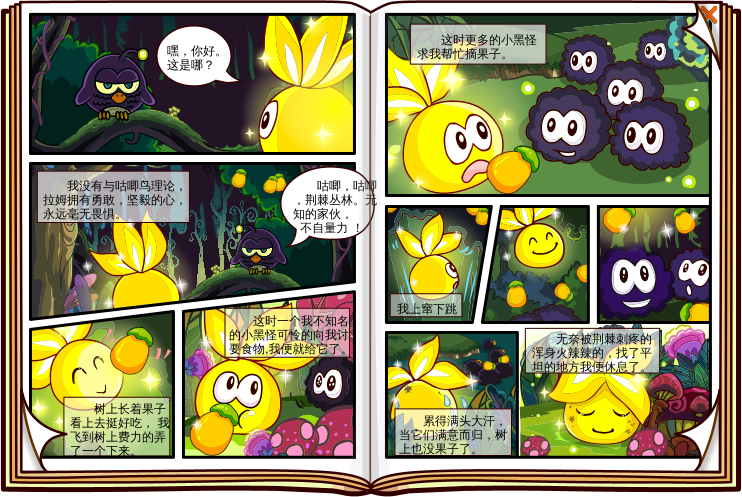 嘿，你好。
这是哪？
我没有与咕唧鸟理论，
拉姆拥有勇敢，坚毅的心，
永远毫无畏惧。
咕唧，咕唧
，荆棘丛林。无
知的家伙，
不自量力！
树上长着果子
看上去挺好吃， 我
飞到树上费力的弄
了一个下来。
这时一个我不知名
的小黑怪可怜的向我讨
要食物,我便就给它了。
这时更多的小黑怪
求我帮忙摘果子。
我上窜下跳
累得满头大汗，
当它们满意而归，树
上也没果子了。
无奈被荆棘刺疼的
浑身火辣辣的，找了平
坦的地方我便休息了。